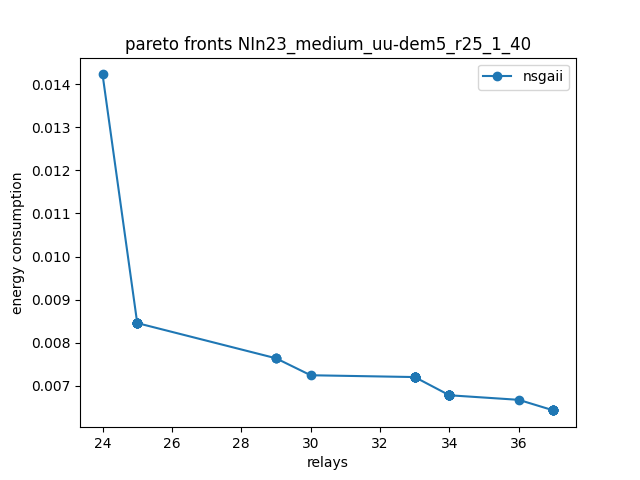 pareto fronts NIn23_medium_uu-dem5_r25_1_40
nsgaii
0.014
0.013
0.012
0.011
0.010
0.009
0.008
0.007
energy consumption
24 26 28 30 32 34 36
relays